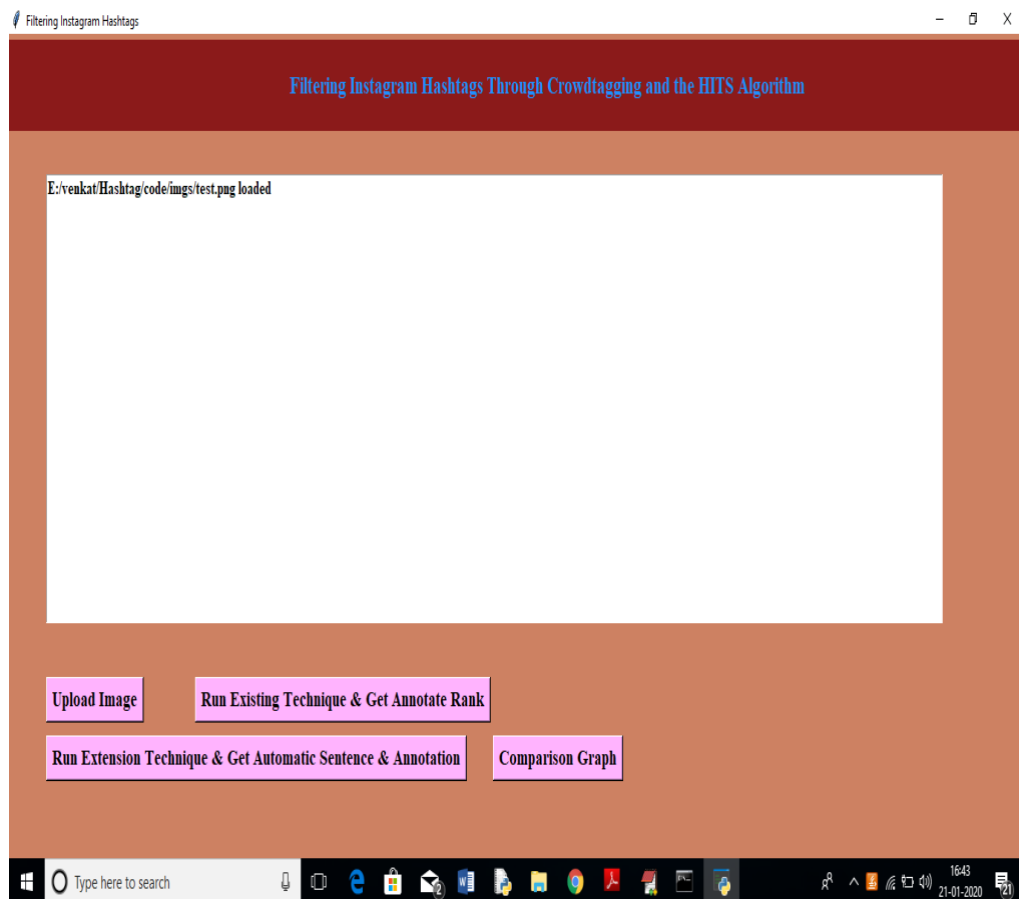 Filtering Instagram Hashtags
Filtering Instagram Hashtags Through Crowdtagging and the HITS Algorithm
E:/venkat/Hashtag/code/imgs/test.png loaded
Upload Image
Run Existing Technique & Get Annotate Rank
Run Extension Technique & Get Automatic Sentence & Annotation
Comparison Graph
Type here to search
2
16:43
21-01-2020
21